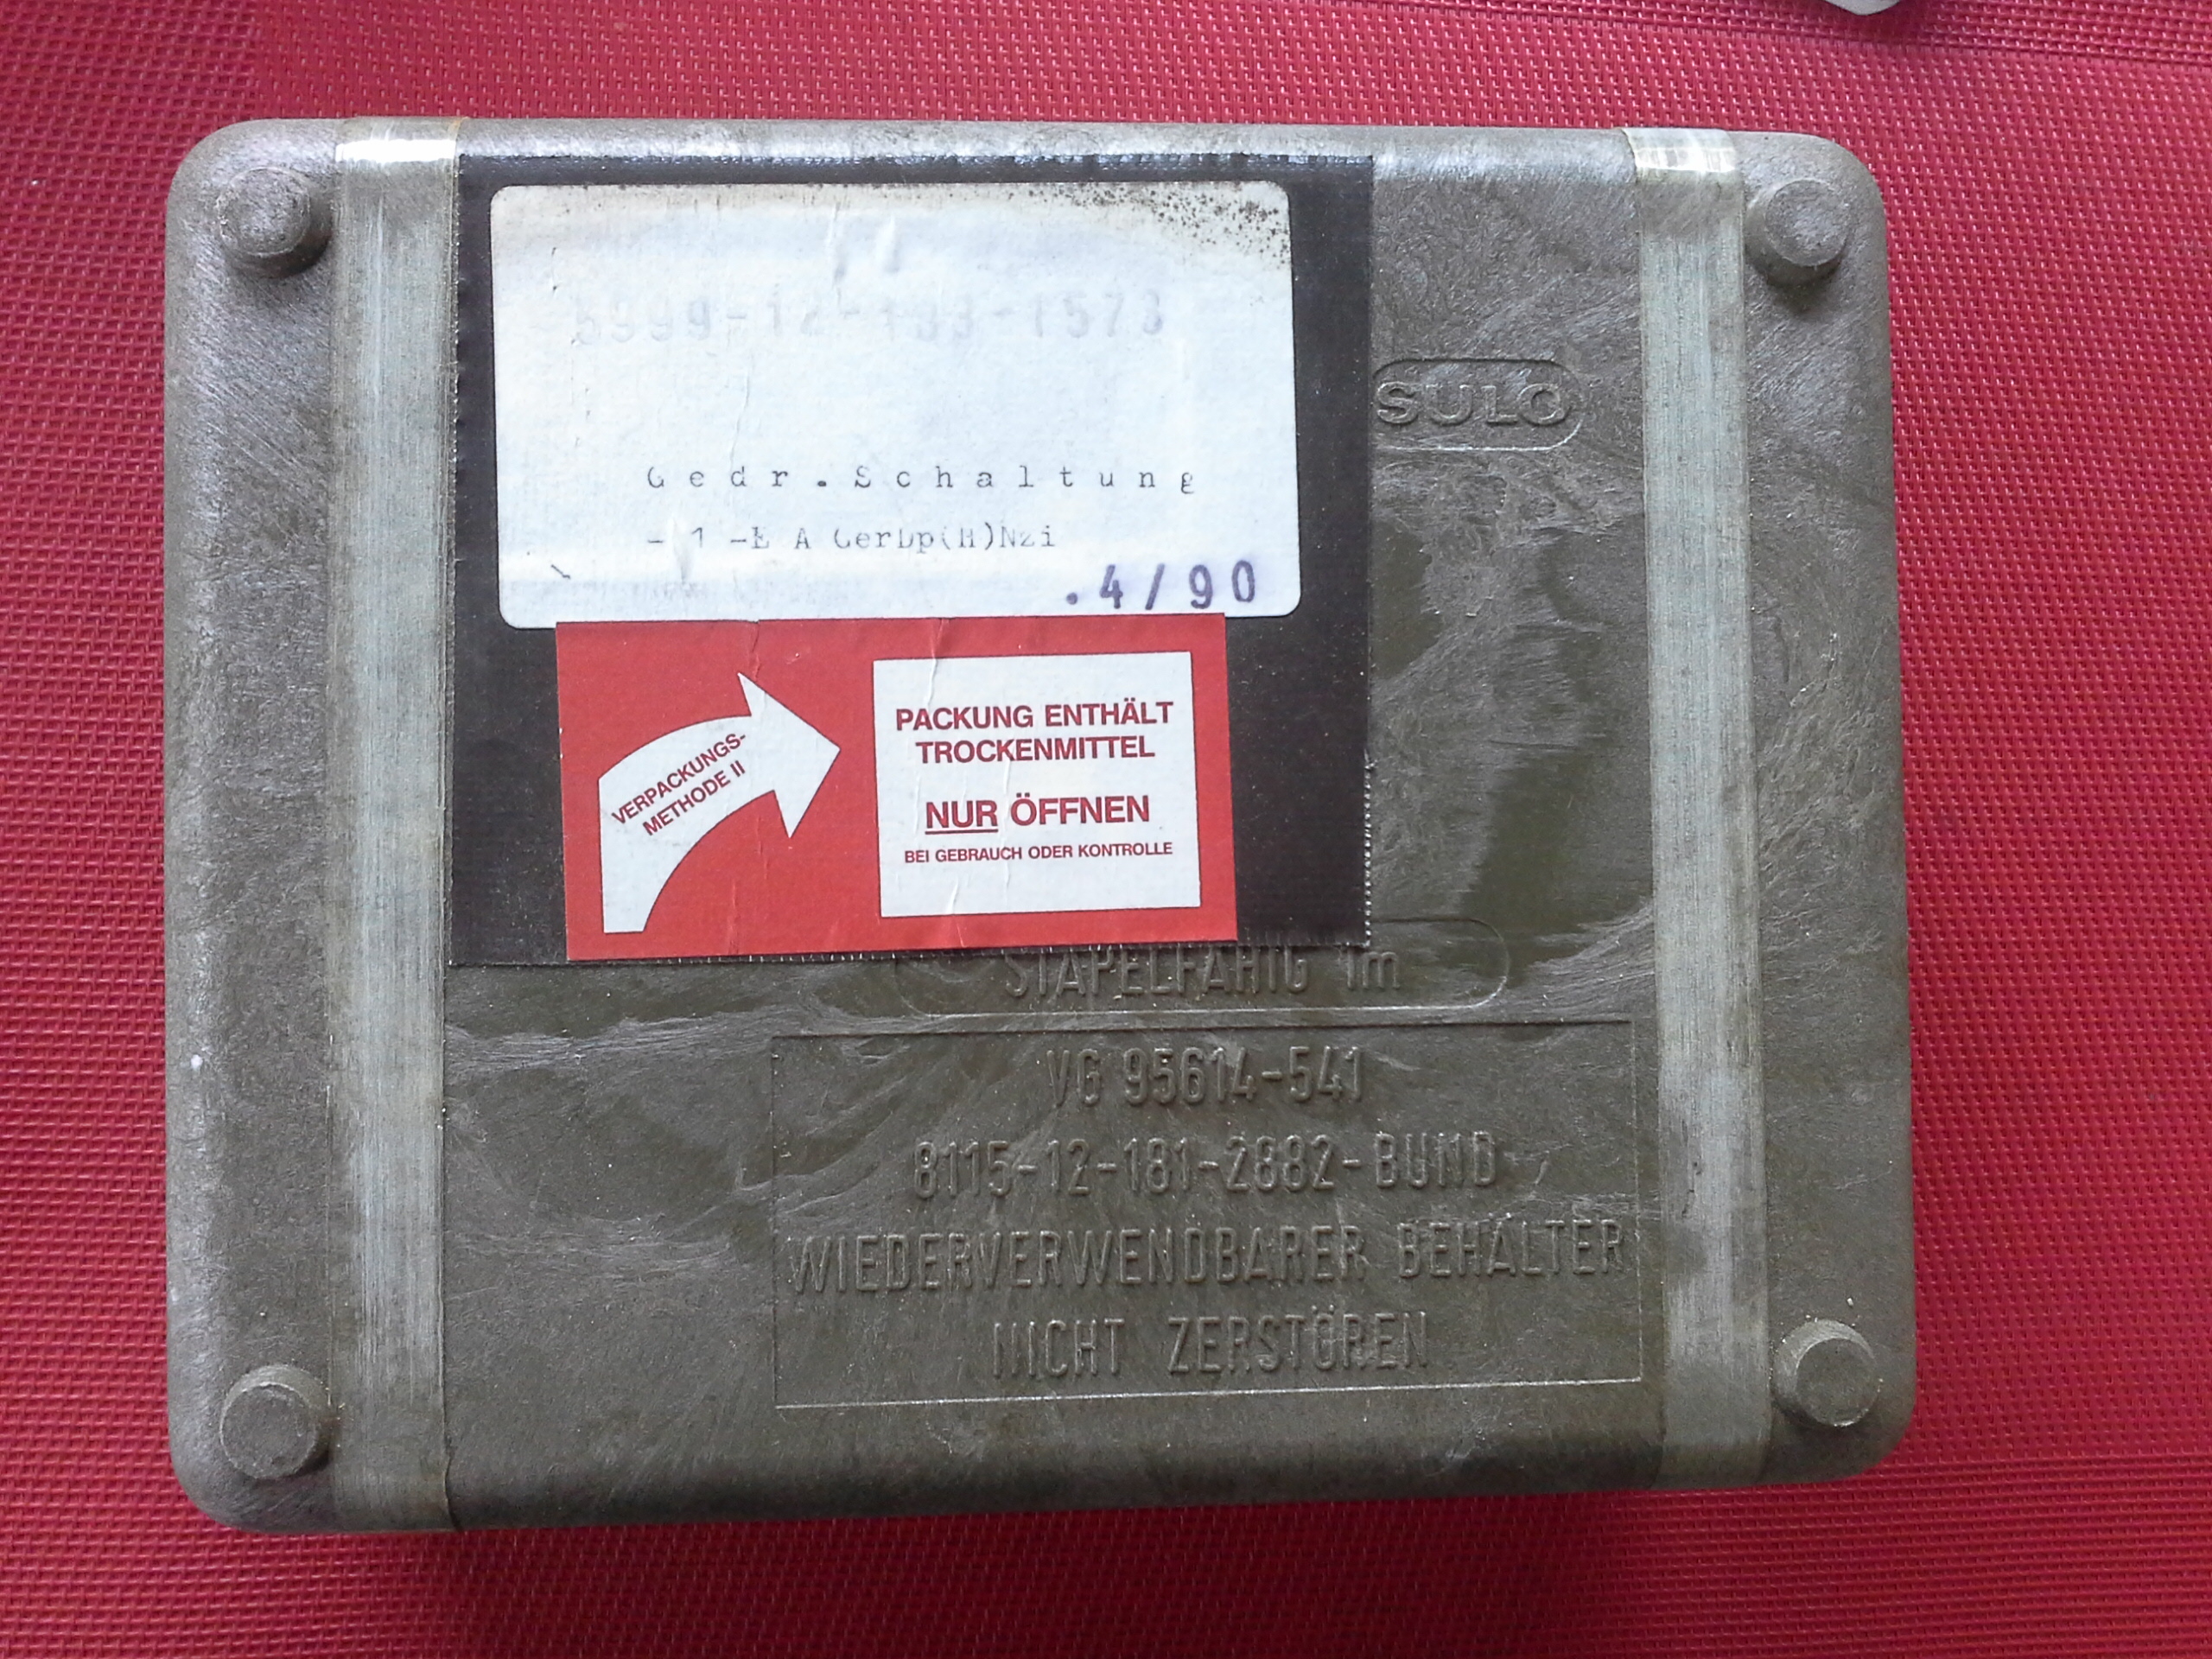 5999-12-183-1573
SULO
Gedr.Schaltung
- 1 -E A GerDp(H)Nzi
.4/90
VERPACKUNGS-
METHODE II
PACKUNG ENTHÄLT
TROCKENMITTEL
NUR ÖFFNEN
BEI GEBRAUCH ODER KONTROLLE
STAPELFÄHIG 1m
VG 95614-541
8115-12-181-2882-BUND
WIEDERVERWENDBARER BEHÄLTER
NICHT ZERSTÖREN